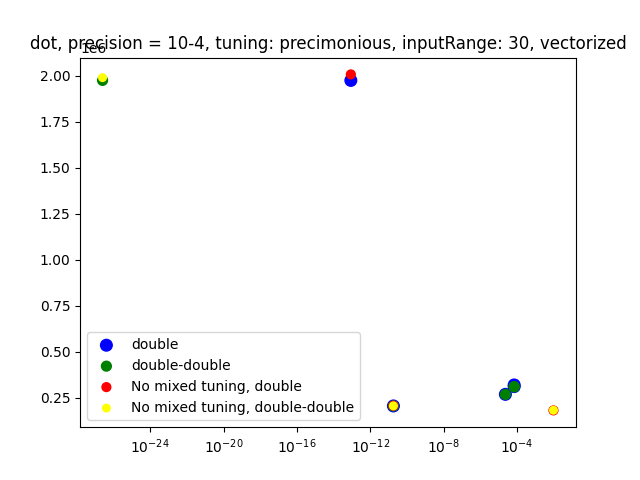 dot, precision = 10-4, tuning: precimonious, inputRange: 30, vectorized
1e6
2.00
1.75
1.50
1.25
1.00
0.75
0.50
0.25
double
double-double
No mixed tuning, double
No mixed tuning, double-double
10⁻²⁴ 10⁻²⁰ 10⁻¹⁶ 10⁻¹² 10⁻⁸ 10⁻⁴